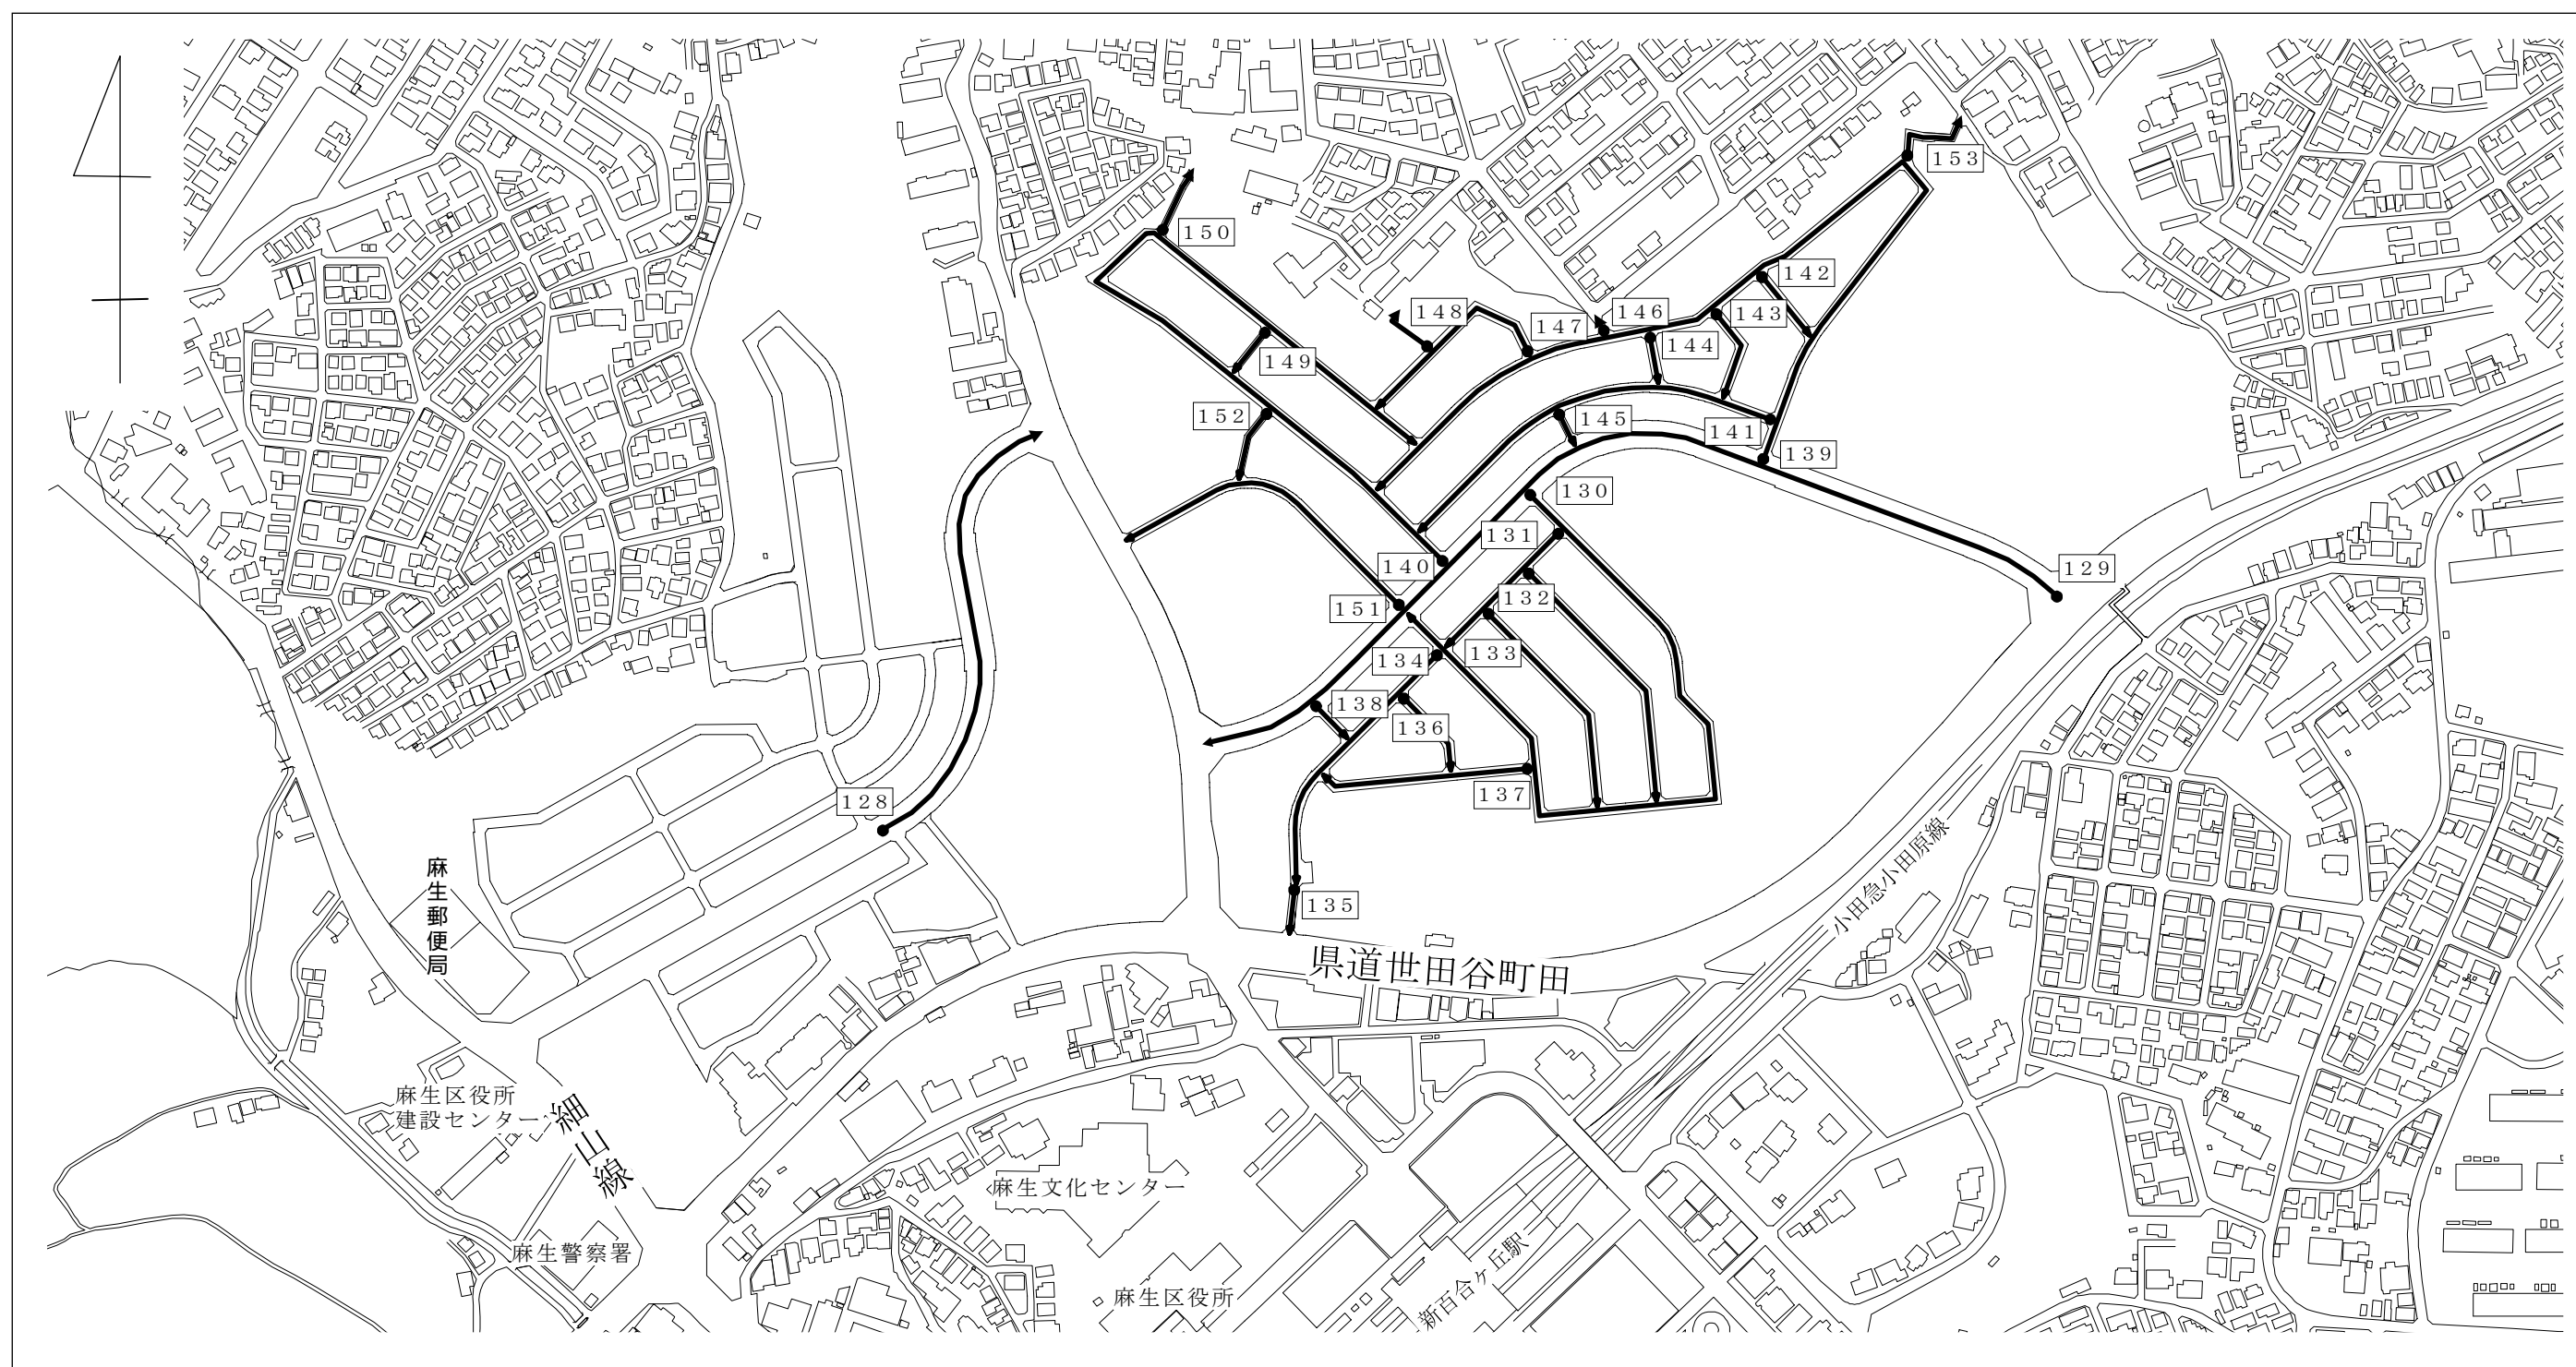 １５３
１５０
１４２
１４８
１４６
１４３
１４７
１４４
１４９
１５２
１４５
１４１
１３９
１３０
１３１
１４０
１２９
１３２
１５１
１３３
１３４
１３８
１３６
１３７
１２８
小田急小田原線
麻生郵便局
１３５
県道世田谷町田
麻生区役所
建設センター
細山線
麻生文化センター
麻生警察署
新百合ヶ丘駅
麻生区役所